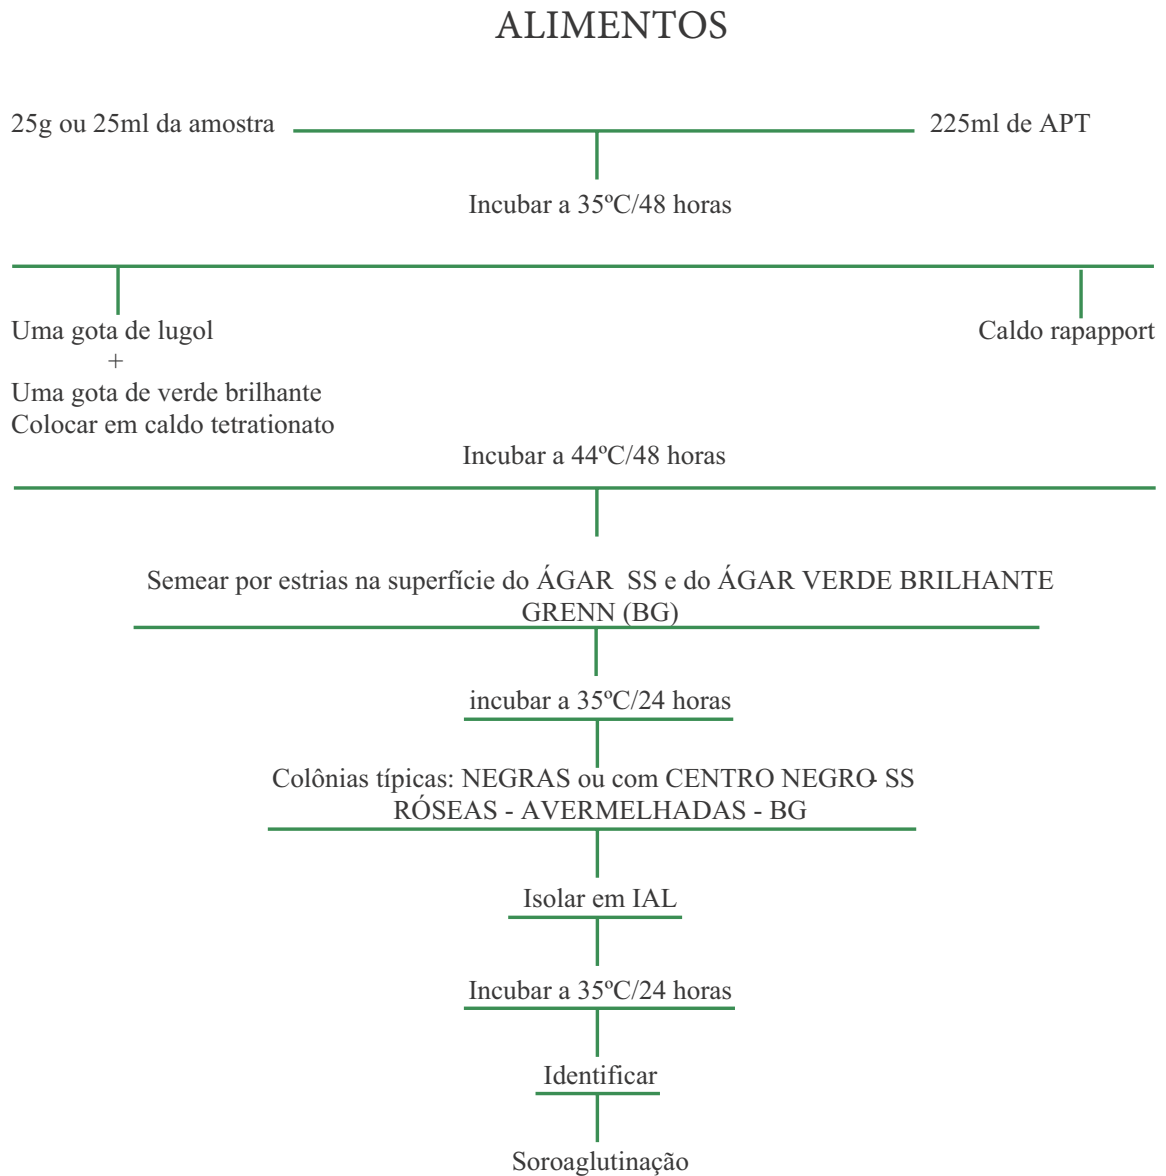 ALIMENTOS
25g ou 25ml da amostra
225ml de APT
Incubar a 35ºC/48 horas
Uma gota de lugol
+
Uma gota de verde brilhante
Colocar em caldo tetrationato
Caldo rapapport
Incubar a 44ºC/48 horas
Semear por estrias na superfície do ÁGAR SS e do ÁGAR VERDE BRILHANTE
GRENN (BG)
incubar a 35ºC/24 horas
Colônias típicas: NEGRAS ou com CENTRO NEGRO- SS
RÓSEAS - AVERMELHADAS - BG
Isolar em IAL
Incubar a 35ºC/24 horas
Identificar
Soroaglutinação